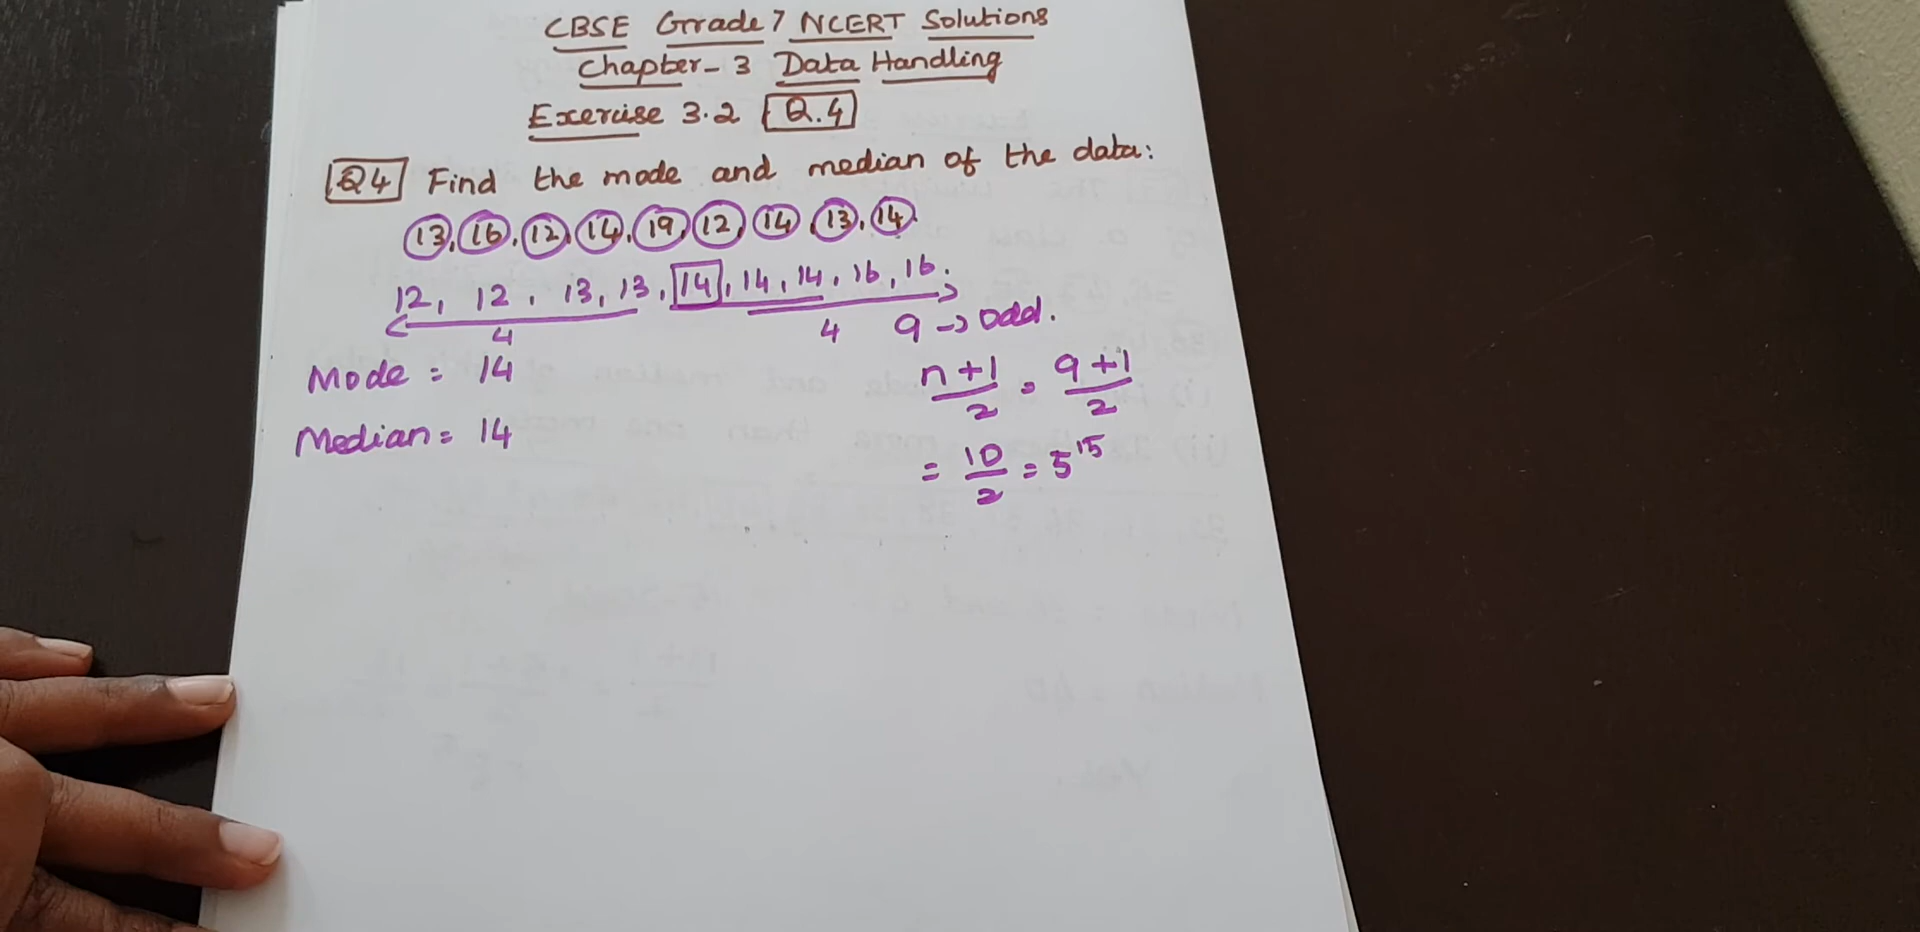 CBSE Grade 7 NCERT Solutions
Chapter-3 Data Handling
Exercise 3.2 Q.4
Q4 Find the mode and median of the data:
13, 16, 12, 14, 19, 12, 14, 13, 14.
12, 12, 13, 13, 14, 14, 14, 16, 16.
4 4 9 → odd.
Mode = 14
n+1/2 = 9+1/2
Median = 14
= 10/2 = 5